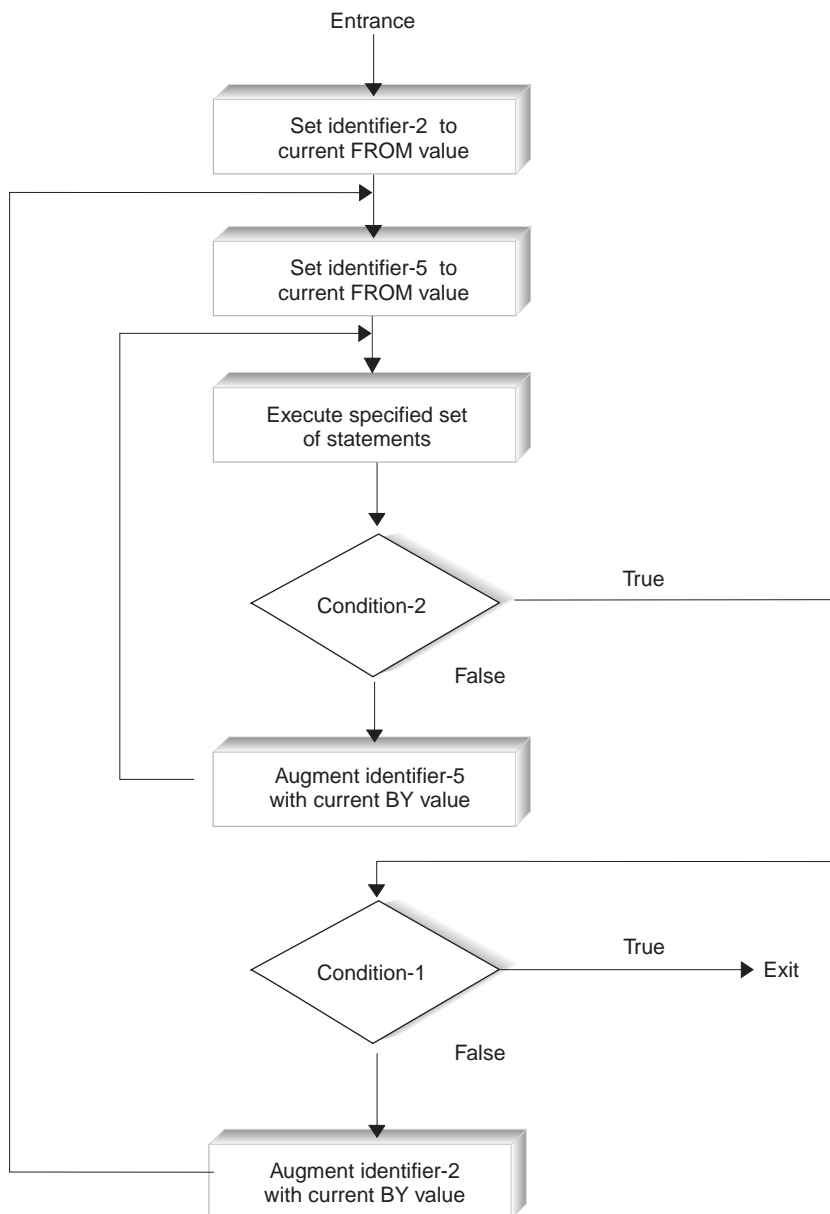 Entrance
Set identifier-2 to
current FROM value
Set identifier-5 to
current FROM value
Execute specified set
of statements
Condition-2
True
False
Augment identifier-5
with current BY value
Condition-1
True
Exit
False
Augment identifier-2
with current BY value